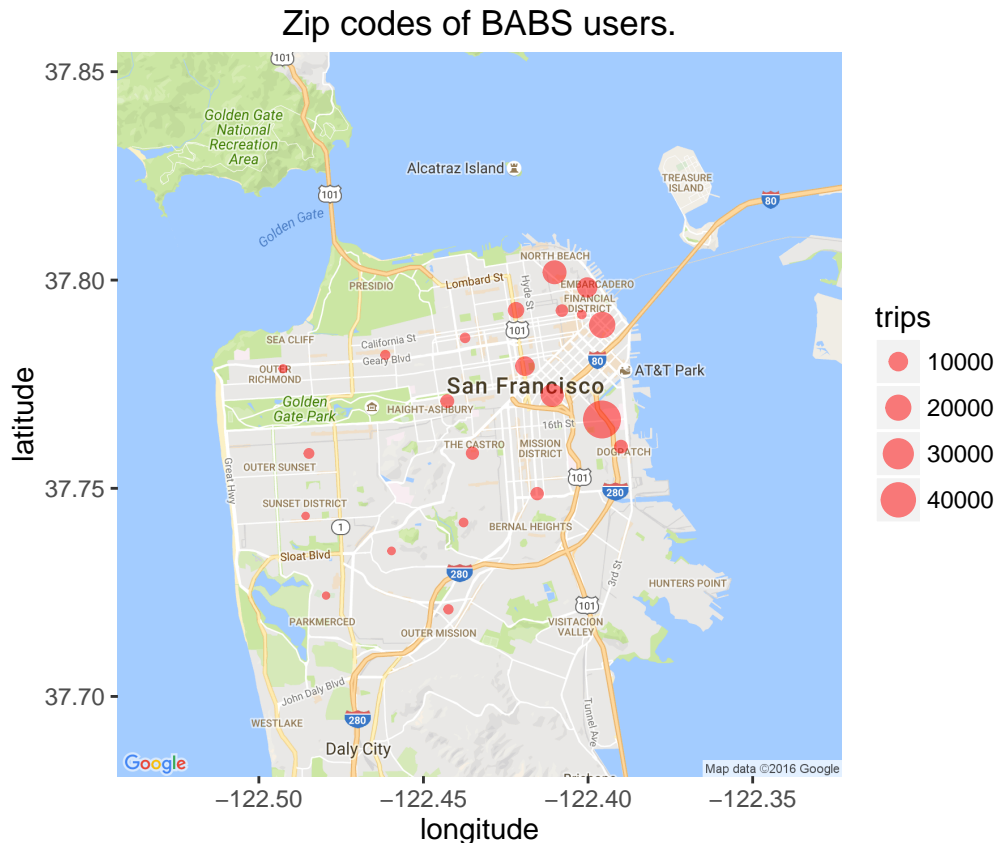 Zip codes of BABS users.
latitude
37.85
37.80
37.75
37.70
101
Golden Gate
National
Recreation
Area
Alcatraz Island
TREASURE
ISLAND
101
80
Golden Gate
NORTH BEACH
Lombard St
Hyde St
EMBARCADERO
PRESIDIO
FINANCIAL
DISTRICT
101
SEA CLIFF
California St
Geary Blvd
80
OUTER
RICHMOND
AT&T Park
San Francisco
Golden
Gate Park
HAIGHT-ASHBURY
16th St
THE CASTRO
MISSION
DISTRICT
DOGPATCH
Great Hwy
OUTER SUNSET
101
280
SUNSET DISTRICT
1
BERNAL HEIGHTS
Sloat Blvd
280
3rd St
HUNTERS POINT
101
PARKMERCED
OUTER MISSION
VISITACION
VALLEY
John Daly Blvd
Tunnel Ave
WESTLAKE
280
Daly City
Google
Map data ©2016 Google
Brisbane
−122.50
−122.45
−122.40
−122.35
longitude
trips
10000
20000
30000
40000